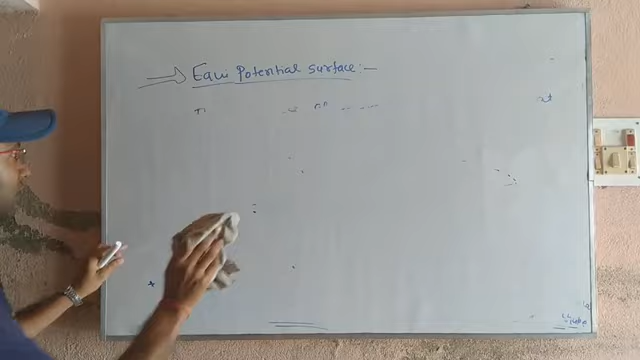 ⇒ Equi Potential surface:-